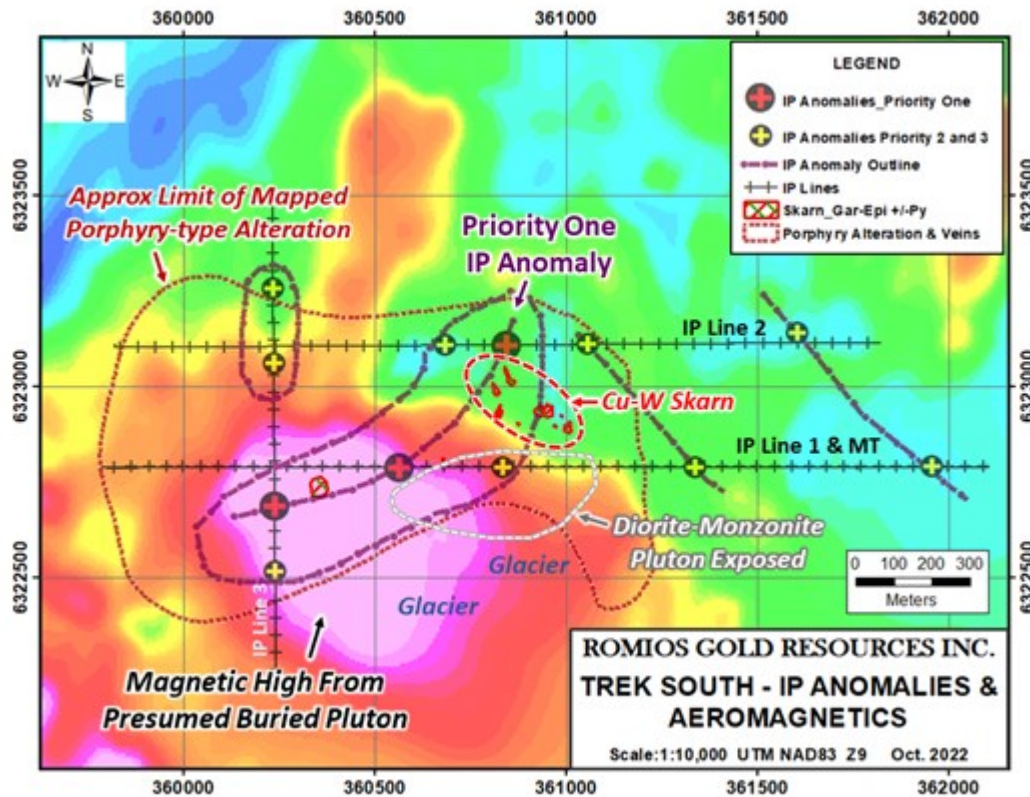 360000 360500 361000 361500 362000
N
W E
S
LEGEND
IP Anomalies_Priority One
IP Anomalies Priority 2 and 3
IP Anomaly Outline
IP Lines
Skarn_Gar-Epi +/-Py
Porphyry Alteration & Veins
6323500
6323500
Approx Limit of Mapped
Porphyry-type Alteration
Priority One
IP Anomaly
IP Line 2
6323000
6323000
Cu-W Skarn
IP Line 1 & MT
Diorite-Monzonite
Pluton Exposed
Glacier
Glacier
6322500
6322500
IP Line 3
0 100 200 300
Meters
Magnetic High From
Presumed Buried Pluton
ROMIOS GOLD RESOURCES INC.
TREK SOUTH - IP ANOMALIES &
AEROMAGNETICS
Scale:1:10,000 UTM NAD83 Z9 Oct. 2022
360000 360500 361000 361500 362000